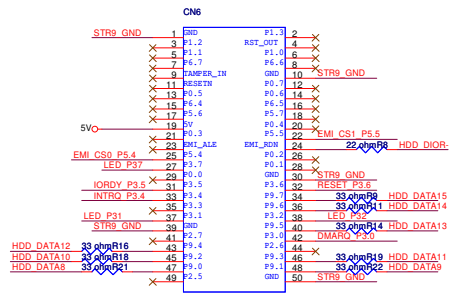 CN6
STR9_GND 1 GND P1.3 2
3 P1.2 RST_OUT 4
5 P1.1 P1.0 6
7 P6.7 P6.6 8
9 TAMPER_IN GND 10 STR9_GND
11 RESETN P0.7 12
13 P0.5 P0.6 14
15 P6.4 P6.5 16
17 P5.6 P5.7 18
5V 19 5V P0.4 20
21 P0.3 P5.5 22 EMI_CS1_P5.5
23 EMI_ALE EMI_RDN 24 22 ohmR8 HDD_DIOR-
EMI_CS0_P5.4 25 P5.4 P0.2 26
LED_P37 27 P3.7 P0.1 28
29 P0.0 GND 30 STR9_GND
IORDY_P3.5 31 P3.5 P3.6 32 RESET_P3.6
INTRQ_P3.4 33 P3.4 P9.7 34 33 ohmR9 HDD_DATA15
35 P3.3 P9.6 36 33 ohmR11 HDD_DATA14
LED_P31 37 P3.1 P3.2 38 LED_P32
STR9_GND 39 GND P9.5 40 33 ohmR14 HDD_DATA13
41 P2.7 P3.0 42 DMARQ_P3.0
HDD_DATA12 33 ohmR16 43 P9.4 P2.6 44
HDD_DATA10 33 ohmR18 45 P9.2 P9.3 46 33 ohmR19 HDD_DATA11
HDD_DATA8 33 ohmR21 47 P9.0 P9.1 48 33 ohmR22 HDD_DATA9
49 P2.5 GND 50 STR9_GND